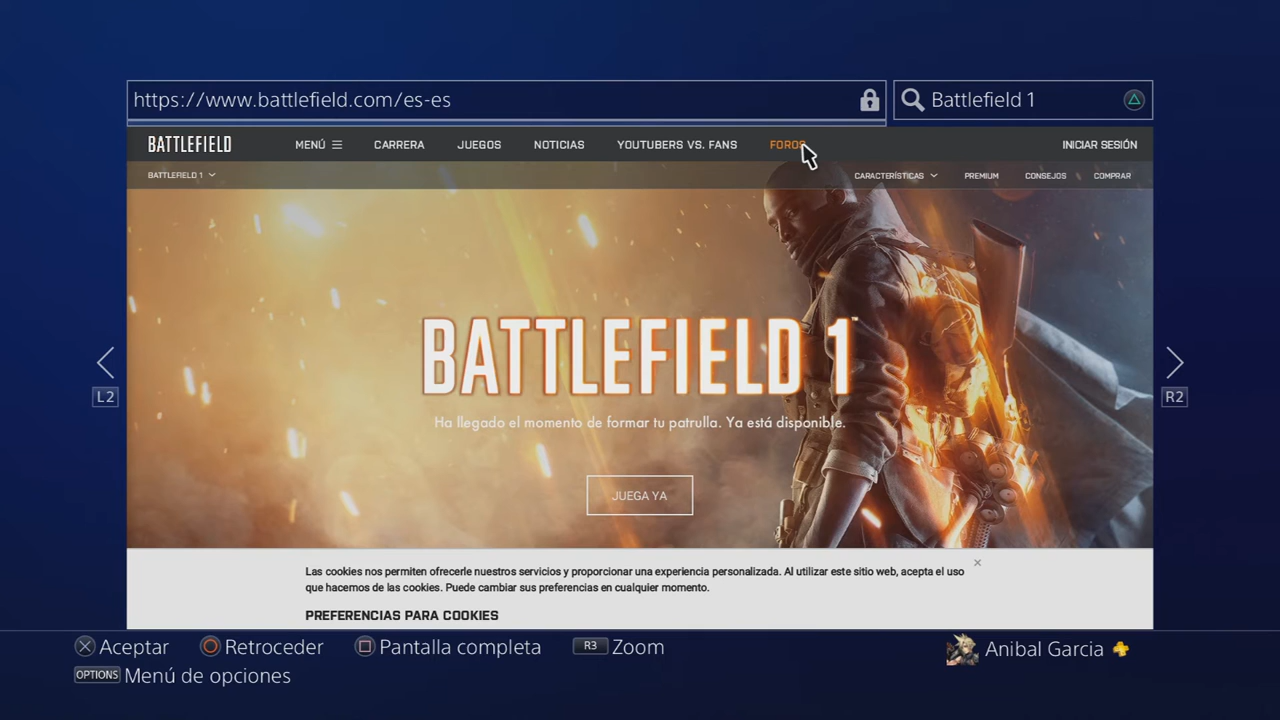 https://www.battlefield.com/es-es
Battlefield 1
BATTLEFIELD
MENÚ
CARRERA
JUEGOS
NOTICIAS
YOUTUBERS VS. FANS
FOROS
INICIAR SESIÓN
BATTLEFIELD 1
CARACTERÍSTICAS
PREMIUM
CONSEJOS
COMPRAR
BATTLEFIELD 1™
Ha llegado el momento de formar tu patrulla. Ya está disponible.
JUEGA YA
L2
R2
Las cookies nos permiten ofrecerle nuestros servicios y proporcionar una experiencia personalizada. Al utilizar este sitio web, acepta el uso
que hacemos de las cookies. Puede cambiar sus preferencias en cualquier momento.
PREFERENCIAS PARA COOKIES
Aceptar
Retroceder
Pantalla completa
R3 Zoom
Anibal Garcia
OPTIONS Menú de opciones